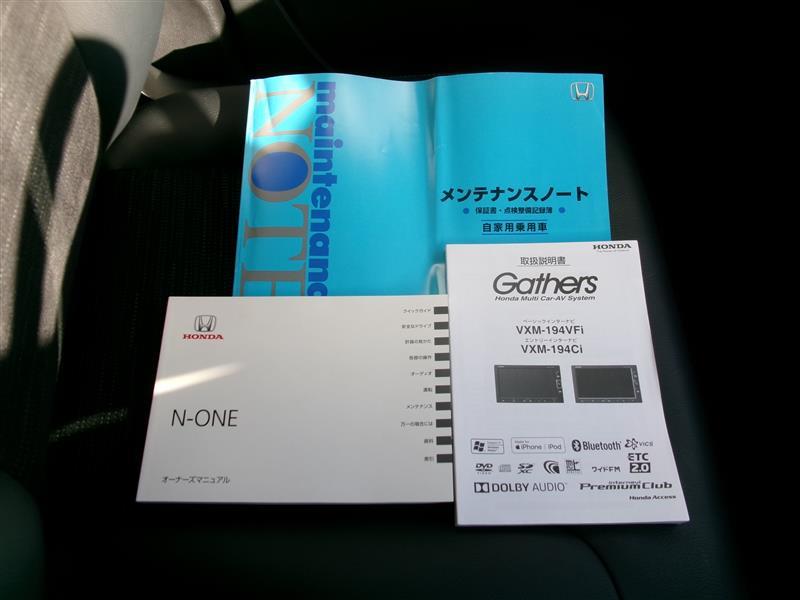 maintenance
NOTE
メンテナンスノート
保証書・点検整備記録簿
自家用乗用車
HONDA
取扱説明書
Gathers
Honda Multi Car-AV System
ベーシックインターナビ
VXM-194VFi
エントリーインターナビ
VXM-194Ci
Made for
iPhone | iPod
Bluetooth
VICS
DVD
VIDEO
SD
XC
ワイドFM
ETC
2.0
DOLBY AUDIO
internavi
Premium Club
Honda Access
HONDA
N-ONE
オーナーズマニュアル
クイックガイド
安全なドライブ
計器の見かた
各部の操作
オーディオ
運転
メンテナンス
万一の場合には
資料
索引